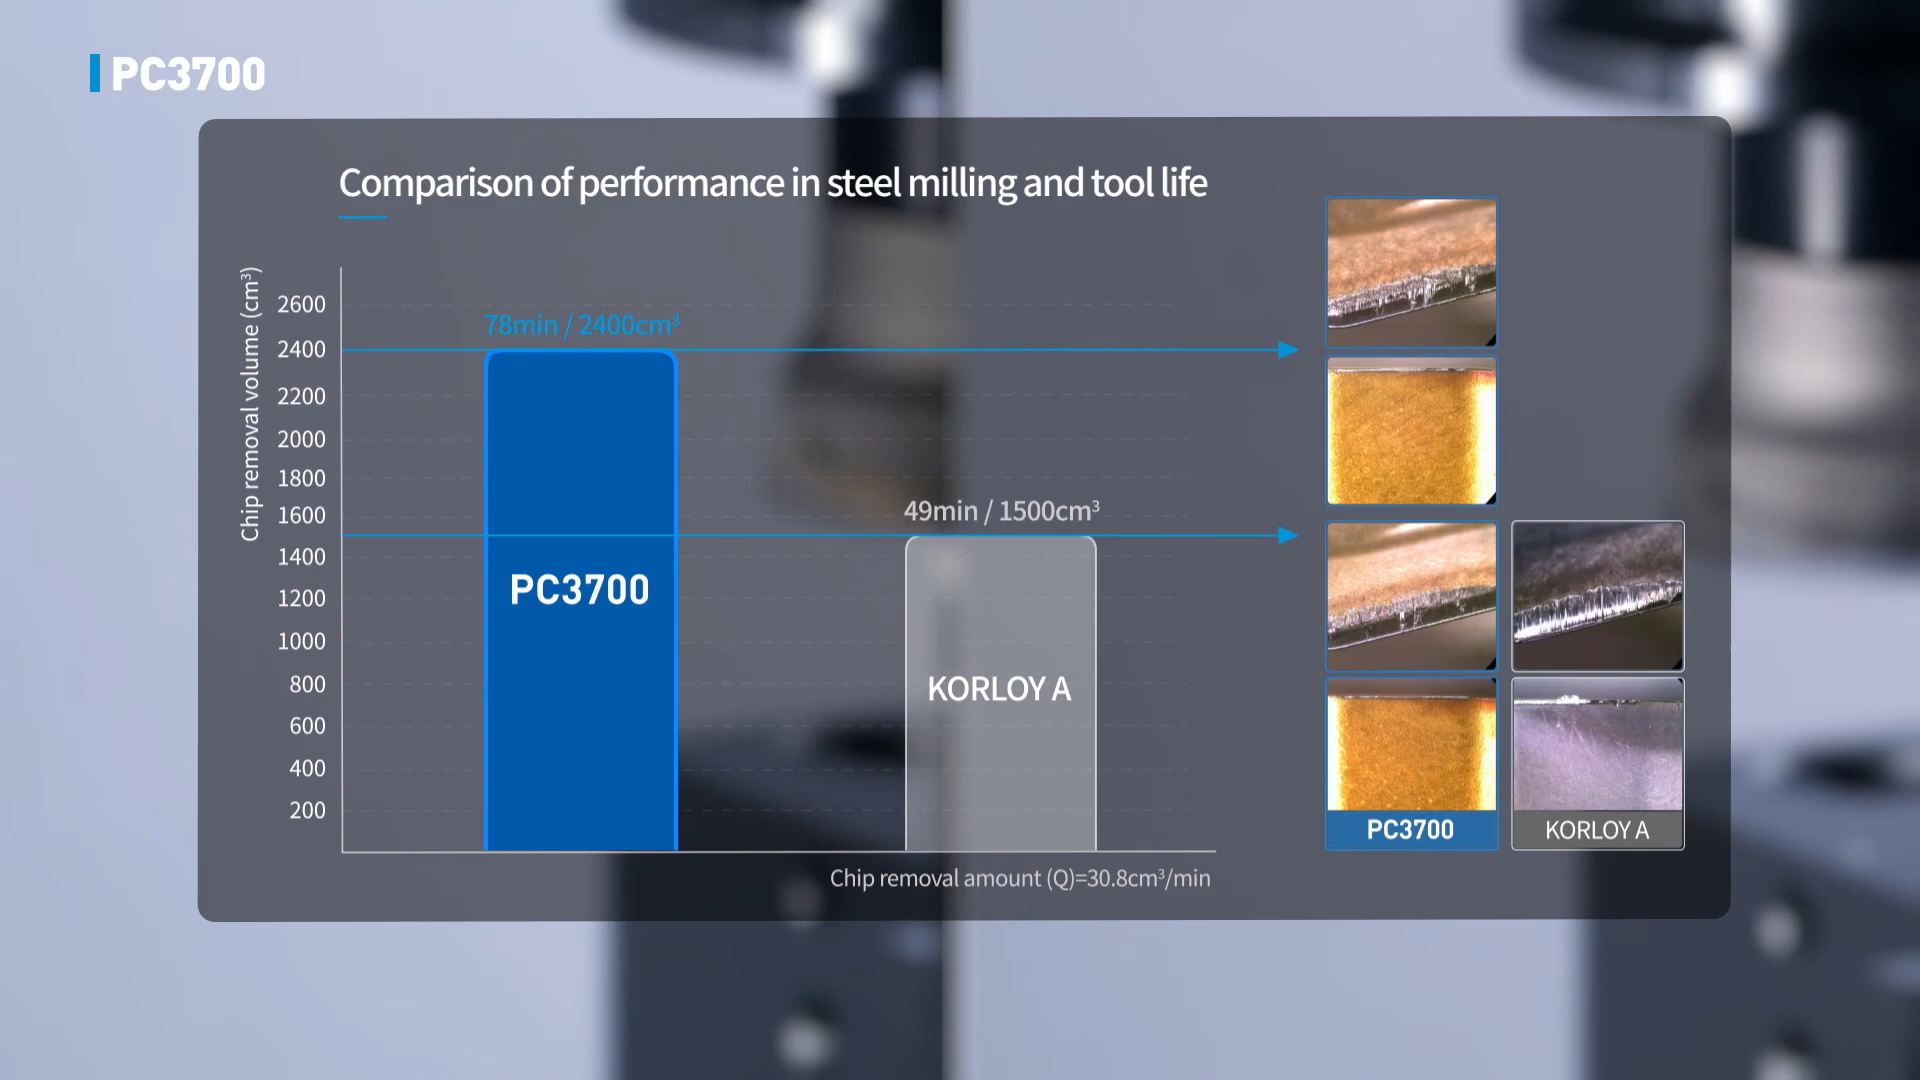 PC3700
Comparison of performance in steel milling and tool life
Chip removal volume (cm³)
2600
2400
2200
2000
1800
1600
1400
1200
1000
800
600
400
200
78min / 2400cm³
PC3700
49min / 1500cm³
KORLOY A
Chip removal amount (Q)=30.8cm³/min
PC3700
KORLOY A